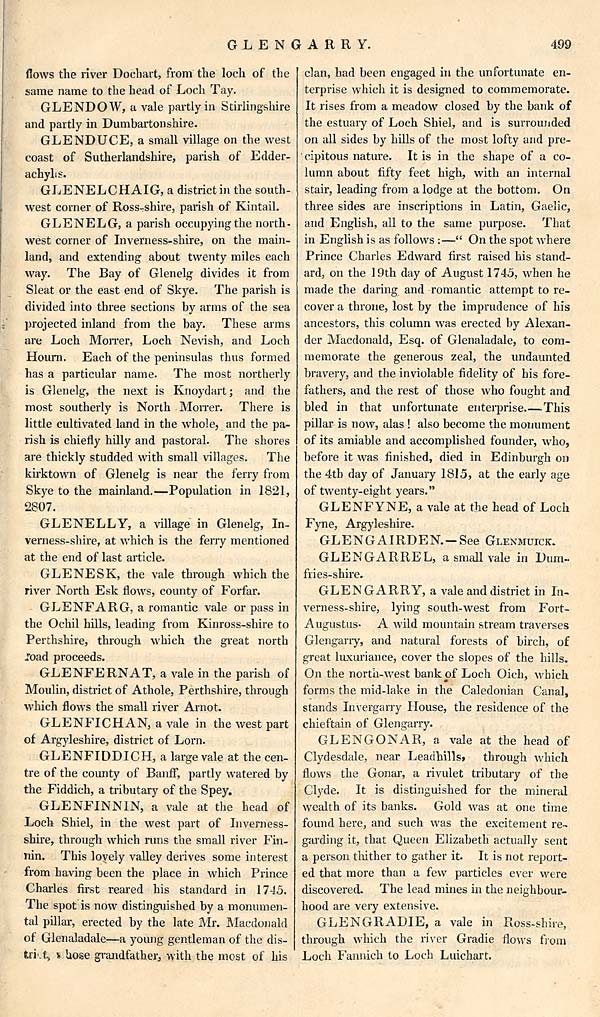 GLENGARRY. 499
flows the river Dochart, from the loch of the
same name to the head of Loch Tay.
GLENDOW, a vale partly in Stirlingshire
and partly in Dumbartonshire.
GLENDUCE, a small village on the west
coast of Sutherlandshire, parish of Edder-
achylis.
GLENELCHAIG, a district in the south-
west corner of Ross-shire, parish of Kintail.
GLENELG, a parish occupying the north-
west corner of Inverness-shire, on the main-
land, and extending about twenty miles each
way. The Bay of Glenelg divides it from
Sleat or the east end of Skye. The parish is
divided into three sections by arms of the sea
projected inland from the bay. These arms
are Loch Morrer, Loch Nevish, and Loch
Hourn. Each of the peninsulas thus formed
has a particular name. The most northerly
is Glenelg, the next is Knoydart; and the
most southerly is North Morrer. There is
little cultivated land in the whole, and the pa-
rish is chiefly hilly and pastoral. The shores
are thickly studded with small villages. The
kirktown of Glenelg is near the ferry from
Skye to the mainland.—Population in 1821,
2807.
GLENELLY, a village in Glenelg, In-
verness-shire, at which is the ferry mentioned
at the end of last article.
GLENESK, the vale through which the
river North Esk flows, county of Forfar.
GLENFARG, a romantic vale or pass in
the Ochil hills, leading from Kinross-shire to
Perthshire, through which the great north
road proceeds.
GLENFERNAT, a vale in the parish of
Moulin, district of Athole, Perthshire, through
which flows the small river Arnot.
GLENFICHAN, a vale in the west part
of Argyleshire, district of Lorn.
GLENFIDDICH, a large vale at the cen-
tre of the county of Banff, partly watered by
the Fiddich, a tributary of the Spey.
GLENFINNIN, a vale at the head of
Loch Shiel, in the west part of Inverness-
shire, through which runs the small river Fin-
nin. This lovely valley derives some interest
from having been the place in which Prince
Charles first reared his standard in 1745.
The spot is now distinguished by a monumen-
tal pillar, erected by the late Mr. Macdonald
of Glenaladale—a young gentleman of the dis-
trict, whose grandfather, with the most of his
clan, had been engaged in the unfortunate en-
terprise which it is designed to commemorate.
It rises from a meadow closed by the bank of
the estuary of Loch Shiel, and is surrounded
on all sides by hills of the most lofty and pre-
cipitous nature. It is in the shape of a co-
lumn about fifty feet high, with an internal
stair, leading from a lodge at the bottom. On
three sides are inscriptions in Latin, Gaelic,
and English, all to the same purpose. That
in English is as follows :—“ On the spot where
Prince Charles Edward first raised his stand-
ard, on the 19th day of August 1745, when he
made the daring and romantic attempt to re-
cover a throne, lost by the imprudence of his
ancestors, this column was erected by Alexan-
der Macdonald, Esq. of Glenaladale, to com-
memorate the generous zeal, the undaunted
bravery, and the inviolable fidelity of his fore-
fathers, and the rest of those who fought and
bled in that unfortunate enterprise.—This
pillar is now, alas ! also become the monument
of its amiable and accomplished founder, who,
before it was finished, died in Edinburgh on
the 4th day of January 1815, at the early age
of twenty-eight years.”
GLENFYNE, a vale at the head of Loch
Fyne, Argyleshire.
GLENGAIRDEN.—See GLENMUICK.
GLENGARREL, a small vale in Dum-
fries-shire.
GLENGARRY, a vale and district in In-
verness-shire, lying south-west from Fort-
Augustus. A wild mountain stream traverses
Glengarry, and natural forests of birch, of
great luxuriance, cover the slopes of the hills.
On the north-west bank of Loch Oich, which
forms the mid-lake in the Caledonian Canal,
stands Invergarry House, the residence of the
chieftain of Glengarry.
GLENGONAR, a vale at the head of
Clydesdale, near Leadhills, through which
flows the Gonar, a rivulet tributary of the
Clyde. It is distinguished for the mineral
wealth of its banks. Gold was at one time
found here, and such was the excitement re-
garding it, that Queen Elizabeth actually sent
a person thither to gather it. It is not report-
ed that more than a few particles ever were
discovered. The lead mines in the neighbour-
hood are very extensive.
GLENGRADIE, a vale in Ross-shire,
through which the river Gradie flows from
Loch Fannich to Loch Luichart.